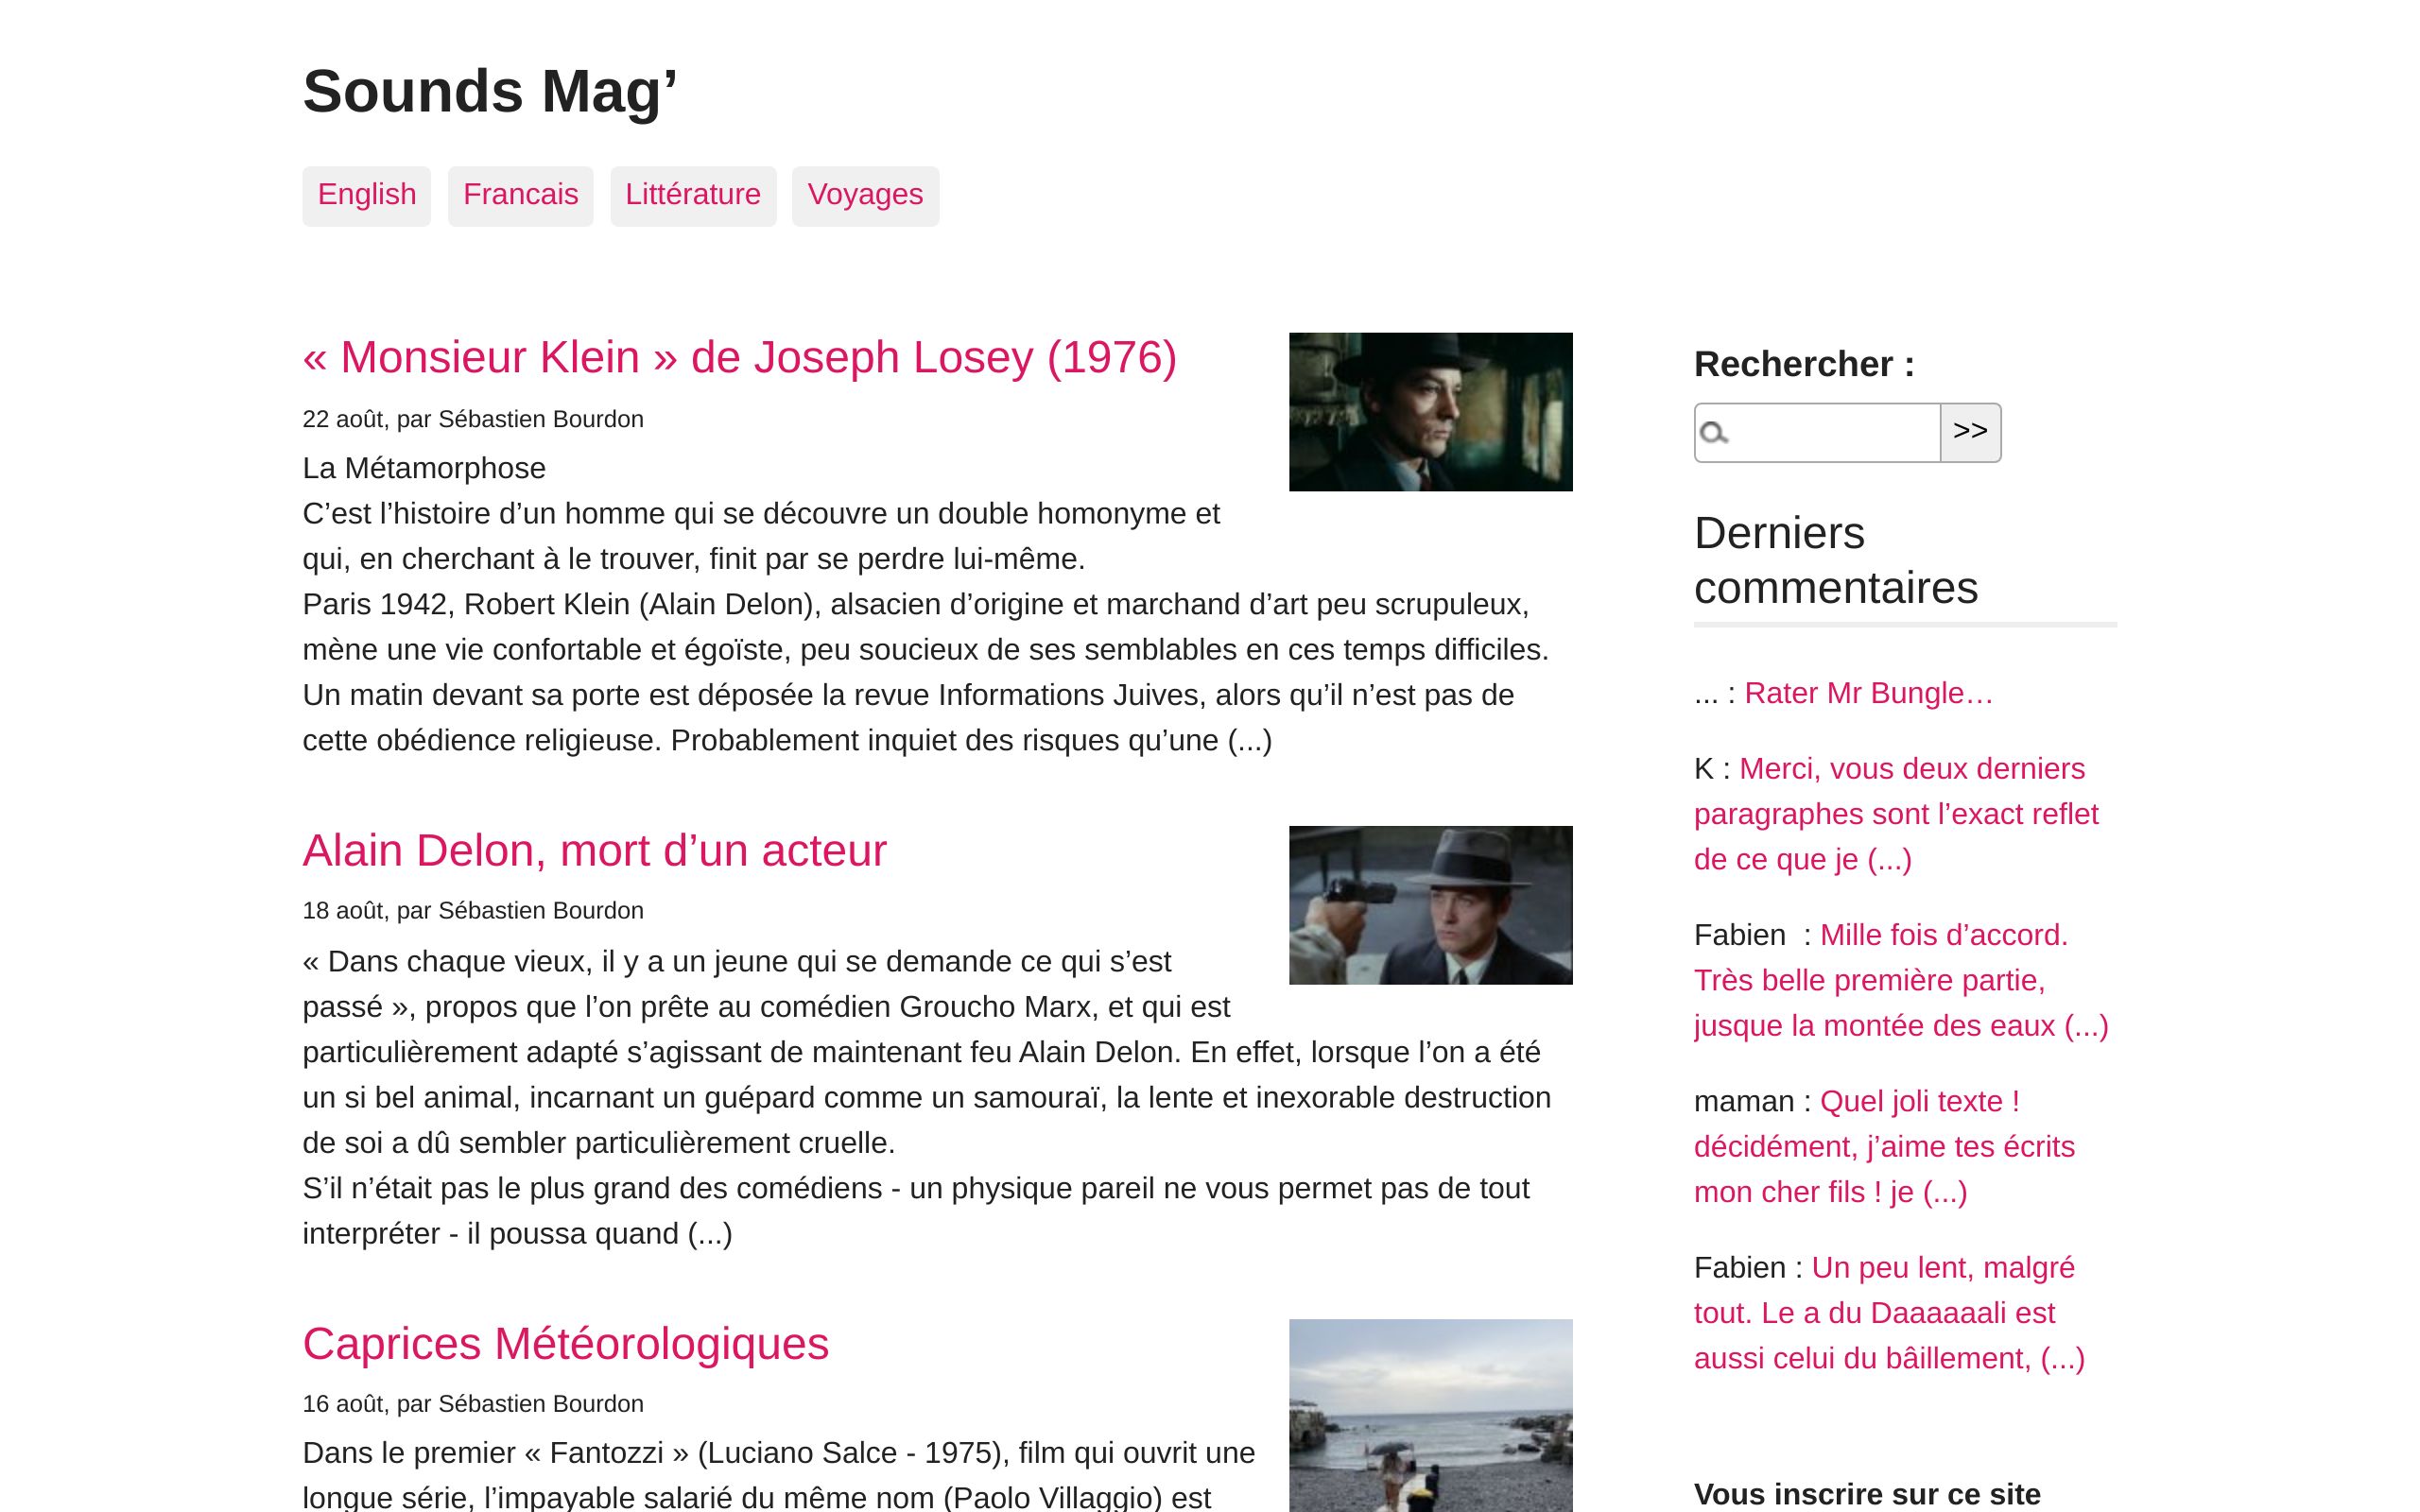 Sounds Mag’
English Francais Littérature Voyages
« Monsieur Klein » de Joseph Losey (1976)
22 août, par Sébastien Bourdon
La Métamorphose
C’est l’histoire d’un homme qui se découvre un double homonyme et
qui, en cherchant à le trouver, finit par se perdre lui-même.
Paris 1942, Robert Klein (Alain Delon), alsacien d’origine et marchand d’art peu scrupuleux,
mène une vie confortable et égoïste, peu soucieux de ses semblables en ces temps difficiles.
Un matin devant sa porte est déposée la revue Informations Juives, alors qu’il n’est pas de
cette obédience religieuse. Probablement inquiet des risques qu’une (...)
Alain Delon, mort d’un acteur
18 août, par Sébastien Bourdon
« Dans chaque vieux, il y a un jeune qui se demande ce qui s’est
passé », propos que l’on prête au comédien Groucho Marx, et qui est
particulièrement adapté s’agissant de maintenant feu Alain Delon. En effet, lorsque l’on a été
un si bel animal, incarnant un guépard comme un samouraï, la lente et inexorable destruction
de soi a dû sembler particulièrement cruelle.
S’il n’était pas le plus grand des comédiens - un physique pareil ne vous permet pas de tout
interpréter - il poussa quand (...)
Caprices Météorologiques
16 août, par Sébastien Bourdon
Dans le premier « Fantozzi » (Luciano Salce - 1975), film qui ouvrit une
longue série, l’impayable salarié du même nom (Paolo Villaggio) est
Rechercher :
>>
Derniers
commentaires
... : Rater Mr Bungle…
K : Merci, vous deux derniers
paragraphes sont l’exact reflet
de ce que je (...)
Fabien  : Mille fois d’accord.
Très belle première partie,
jusque la montée des eaux (...)
maman : Quel joli texte !
décidément, j’aime tes écrits
mon cher fils ! je (...)
Fabien : Un peu lent, malgré
tout. Le a du Daaaaaali est
aussi celui du bâillement, (...)
Vous inscrire sur ce site